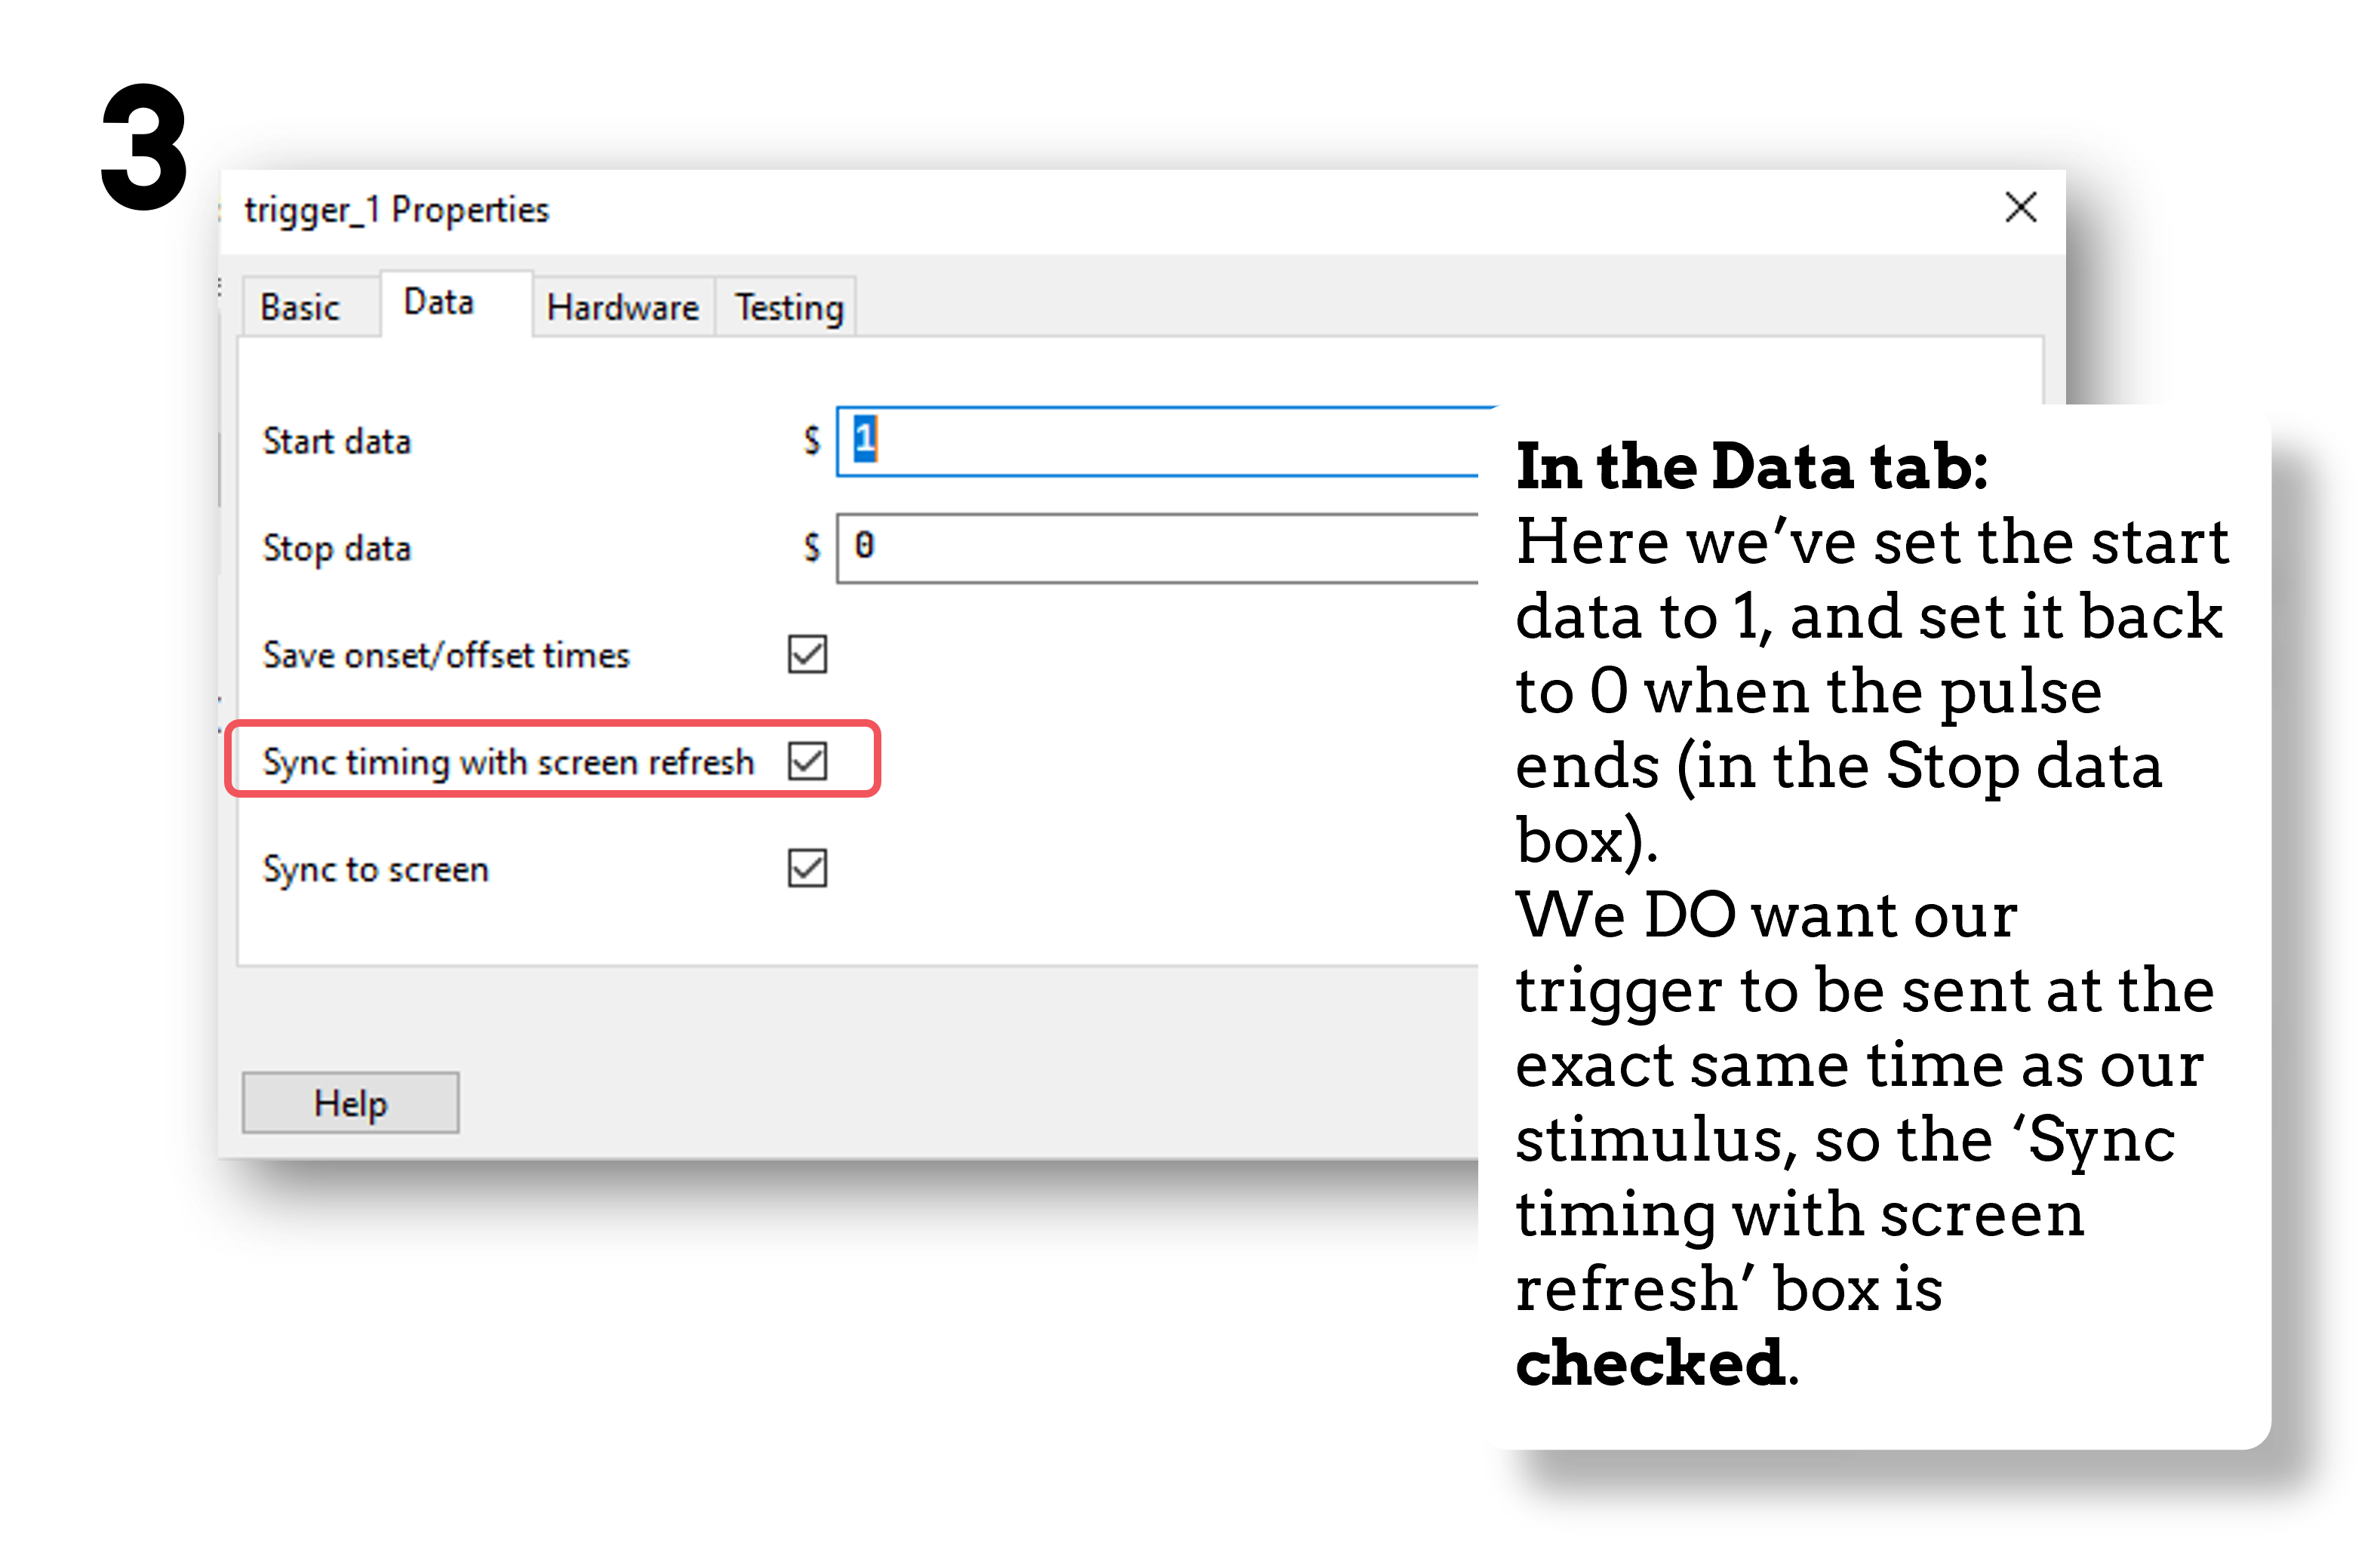 3
trigger_1 Properties
Basic Data Hardware Testing
Start data $ 1
Stop data $ 0
Save onset/offset times
Sync timing with screen refresh
Sync to screen
Help
In the Data tab:
Here we’ve set the start
data to 1, and set it back
to 0 when the pulse
ends (in the Stop data
box).
We DO want our
trigger to be sent at the
exact same time as our
stimulus, so the ‘Sync
timing with screen
refresh’ box is
checked.